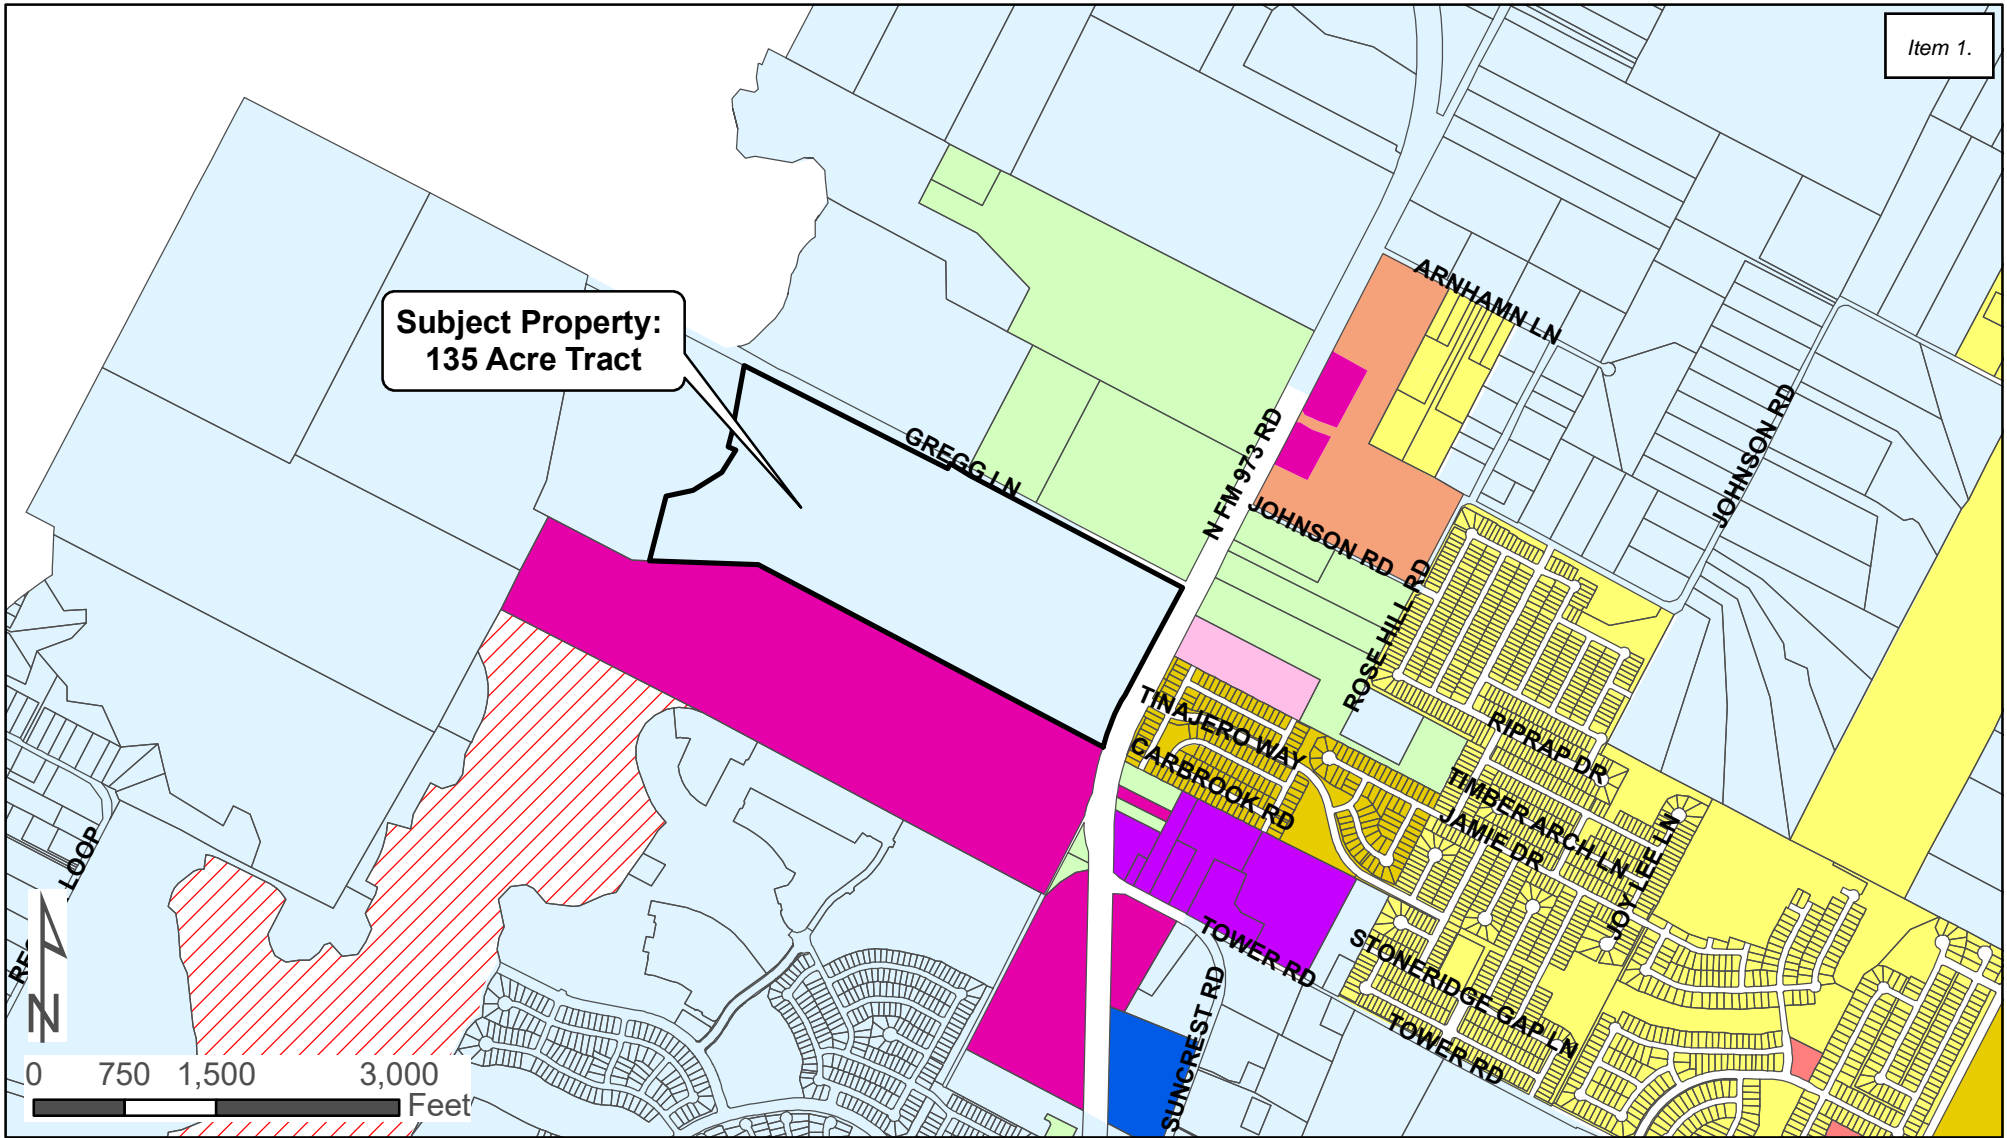 Item 1.
Subject Property:
135 Acre Tract
ARNHAMN LN
JOHNSON RD
GREGG LN
N FM 973 RD
JOHNSON RD
ROSE HILL RD
TINAJERO WAY
RIPRAP DR
CARBROOK RD
TIMBER ARCH LN
JAMIE DR
JOY LEE LN
LOOP
TOWER RD
STONERIDGE GAP LN
TOWER RD
SUNCREST RD
N
0 750 1,500 3,000
Feet